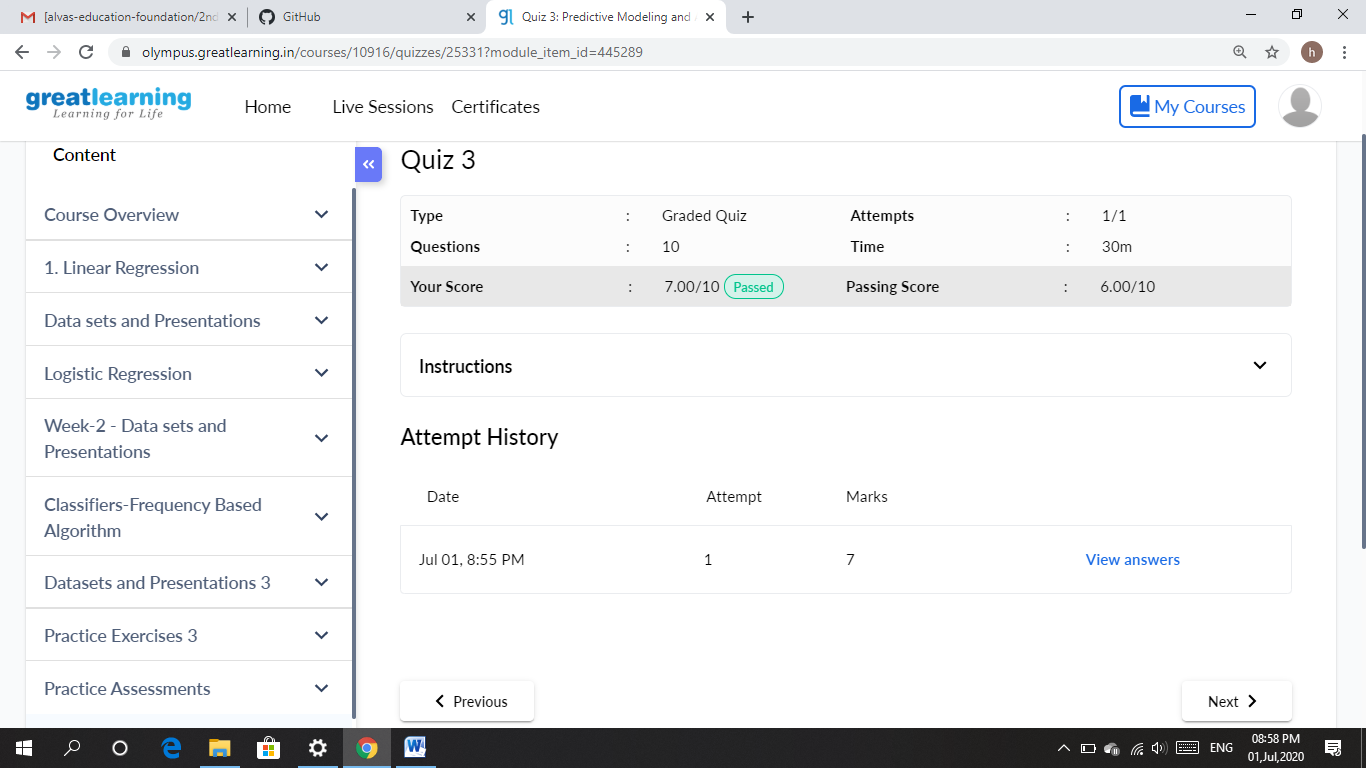 [alvas-education-foundation/2nd
GitHub
Quiz 3: Predictive Modeling and
olympus.greatlearning.in/courses/10916/quizzes/25331?module_item_id=445289
h
greatlearning
Learning for Life
Home
Live Sessions
Certificates
My Courses
Content
Course Overview
1. Linear Regression
Data sets and Presentations
Logistic Regression
Week-2 - Data sets and
Presentations
Classifiers-Frequency Based
Algorithm
Datasets and Presentations 3
Practice Exercises 3
Practice Assessments
Quiz 3
Type : Graded Quiz Attempts : 1/1
Questions : 10 Time : 30m
Your Score : 7.00/10 Passed Passing Score : 6.00/10
Instructions
Attempt History
Date Attempt Marks
Jul 01, 8:55 PM 1 7 View answers
Previous
Next
ENG
08:58 PM
01,Jul,2020